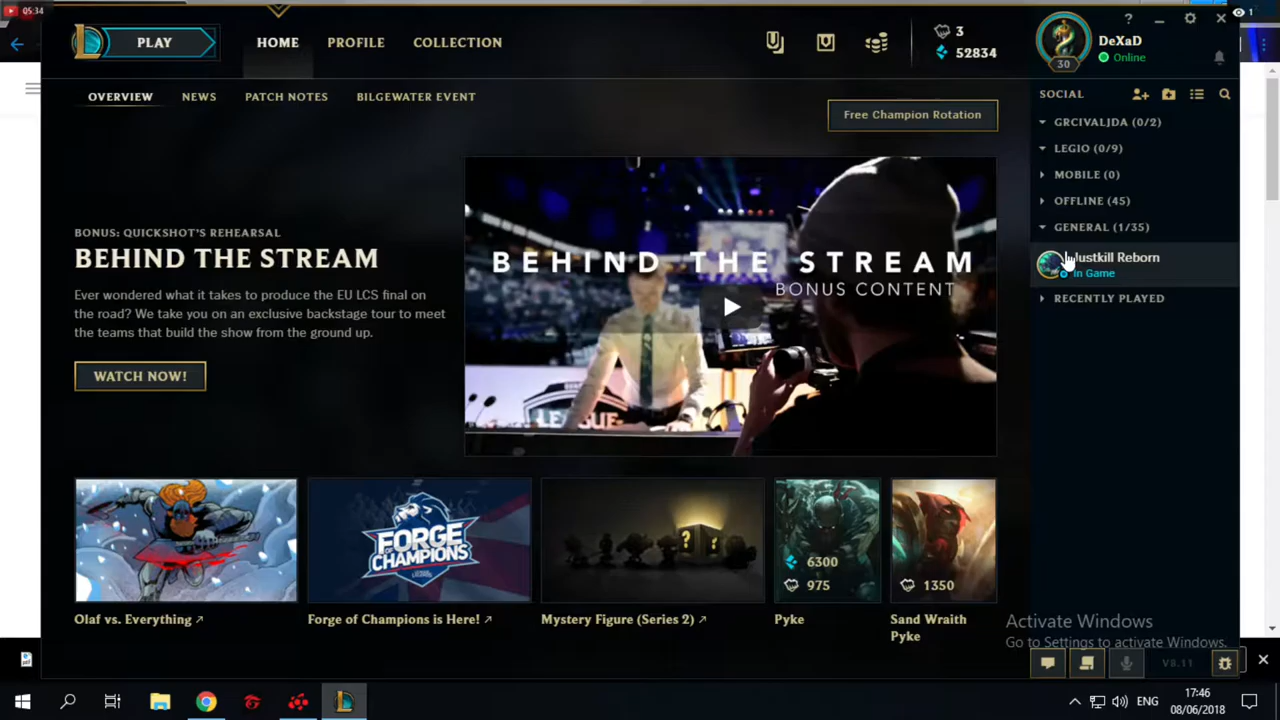 05:34
1
PLAY
HOME
PROFILE
COLLECTION
3
52834
30
DeXaD
Online
?
OVERVIEW
NEWS
PATCH NOTES
BILGEWATER EVENT
Free Champion Rotation
SOCIAL
GRCIVALJDA (0/2)
LEGIO (0/9)
MOBILE (0)
OFFLINE (45)
GENERAL (1/35)
In Game
Reborn
RECENTLY PLAYED
BONUS: QUICKSHOT'S REHEARSAL
BEHIND THE STREAM
Ever wondered what it takes to produce the EU LCS final on
the road? We take you on an exclusive backstage tour to meet
the teams that build the show from the ground up.
WATCH NOW!
BEHIND THE STREAM
BONUS CONTENT
LEAGUE
FORGE
OF
CHAMPIONS
? ?
6300
975
1350
Olaf vs. Everything
Forge of Champions is Here!
Mystery Figure (Series 2)
Pyke
Sand Wraith
Pyke
Activate Windows
Go to Settings to activate Windows.
V8.11
ENG
17:46
08/06/2018